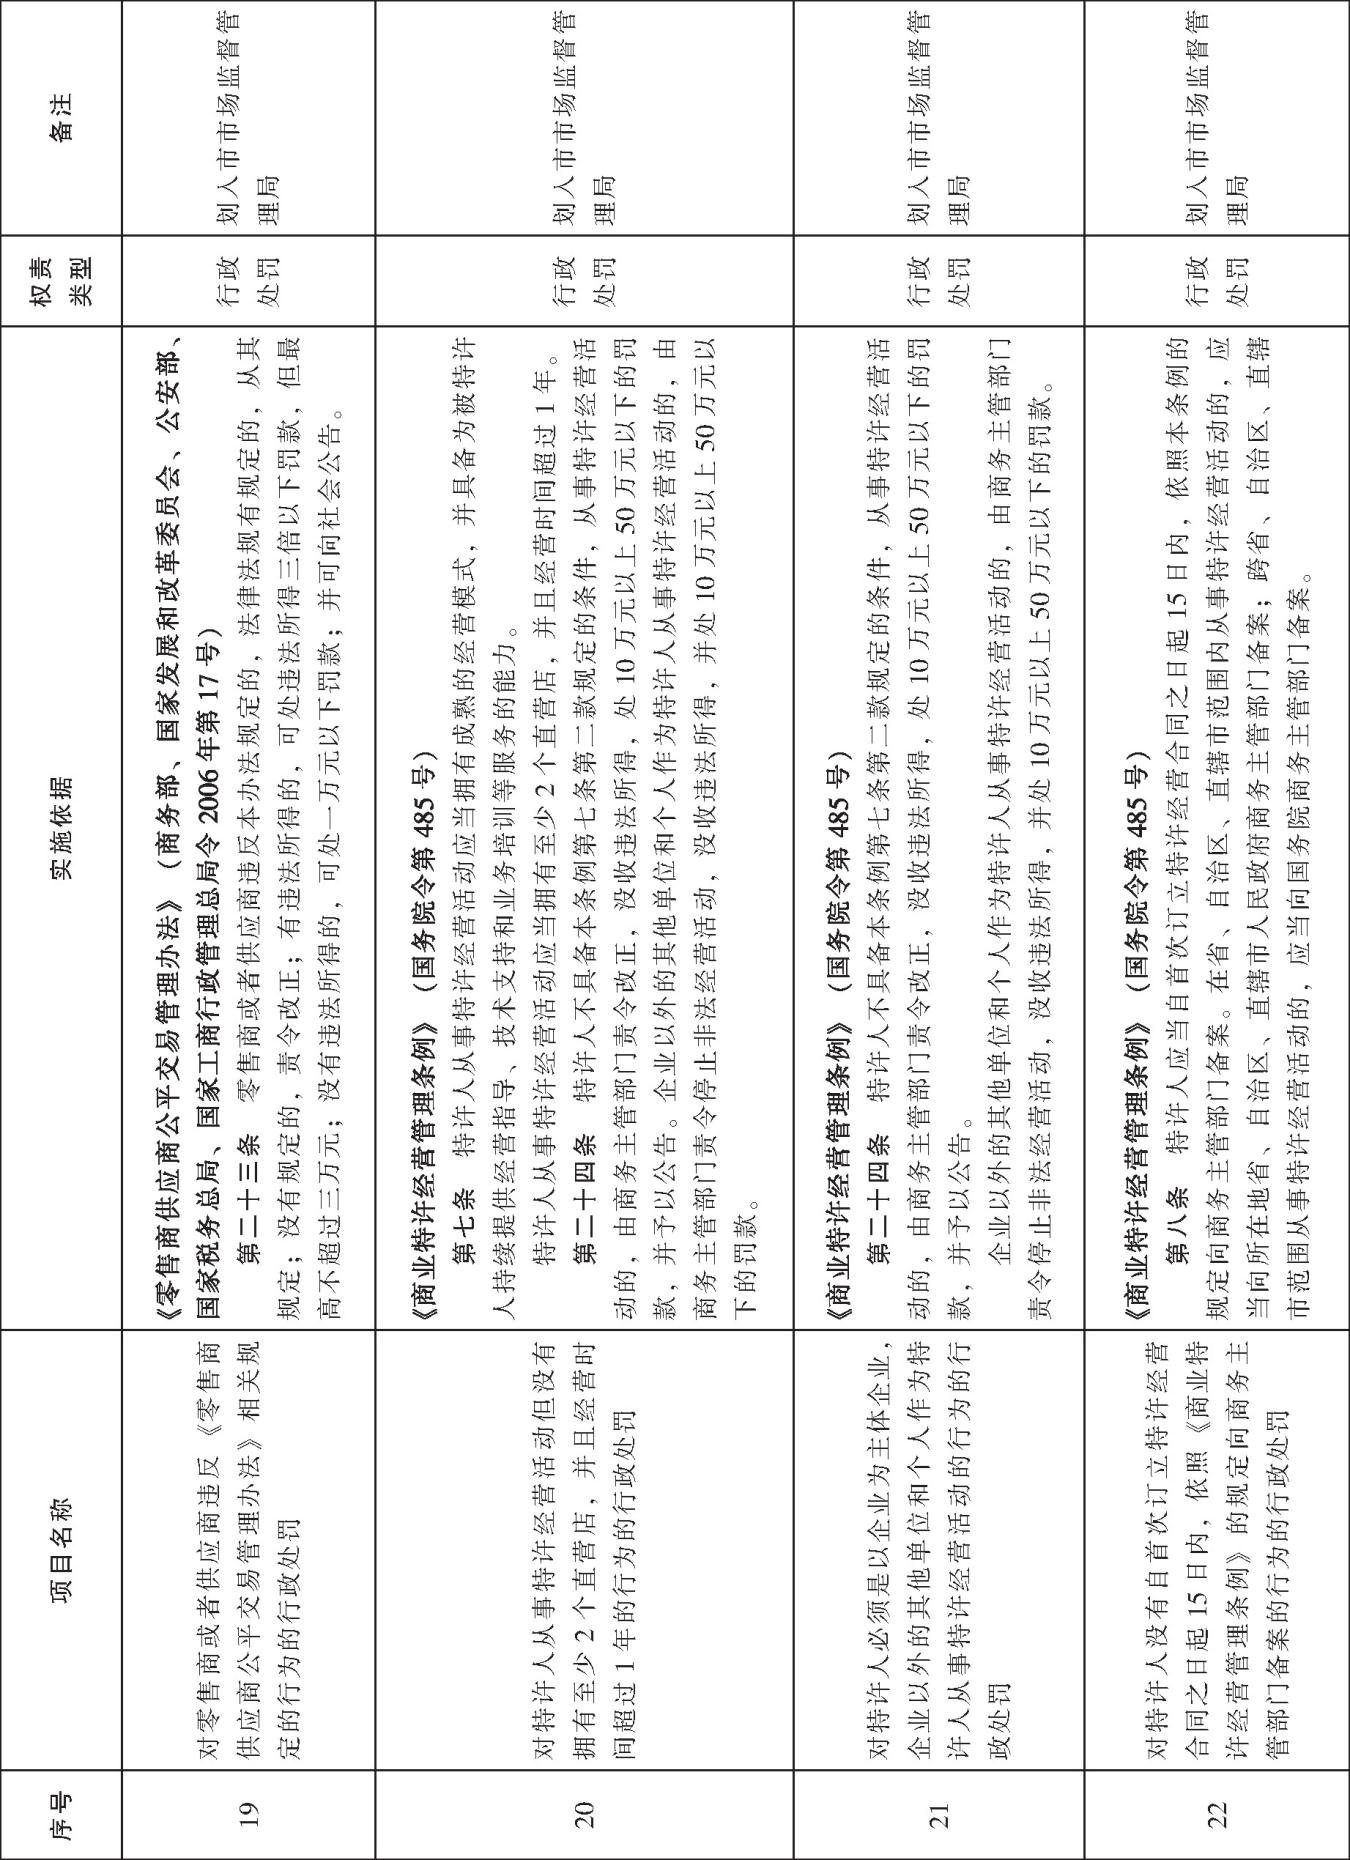 序号
项目名称
实施依据
权责
类型
备注
19
对零售商或者供应商违反《零售商
供应商公平交易管理办法》相关规
定的行为的行政处罚
《零售商供应商公平交易管理办法》（商务部、国家发展和改革委员会、公安部、
国家税务总局、国家工商行政管理总局令2006年第17号）
第二十三条 零售商或者供应商违反本办法规定的，法律法规有规定的，从其
规定；没有规定的，责令改正；有违法所得的，可处违法所得三倍以下罚款，但最
高不超过三万元；没有违法所得的，可处一万元以下罚款；并可向社会公告。
行政
处罚
划入市市场监督管
理局
20
对特许人从事特许经营活动但没有
拥有至少2个直营店，并且经营时
间超过1年的行为的行政处罚
《商业特许经营管理条例》（国务院令第485号）
第七条 特许人从事特许经营活动应当拥有成熟的经营模式，并具备为被特许
人持续提供经营指导、技术支持和业务培训等服务的能力。
特许人从事特许经营活动应当拥有至少2个直营店，并且经营时间超过1年。
第二十四条 特许人不具备本条例第七条第二款规定的条件，从事特许经营活
动的，由商务主管部门责令改正，没收违法所得，处10万元以上50万元以下的罚
款，并予以公告。企业以外的其他单位和个人作为特许人从事特许经营活动的，由
商务主管部门责令停止非法经营活动，没收违法所得，并处10万元以上50万元以
下的罚款。
行政
处罚
划入市市场监督管
理局
21
对特许人必须是以企业为主体企业，
企业以外的其他单位和个人作为特
许人从事特许经营活动的行为的行
政处罚
《商业特许经营管理条例》（国务院令第485号）
第二十四条 特许人不具备本条例第七条第二款规定的条件，从事特许经营活
动的，由商务主管部门责令改正，没收违法所得，处10万元以上50万元以下的罚
款，并予以公告。
企业以外的其他单位和个人作为特许人从事特许经营活动的，由商务主管部门
责令停止非法经营活动，没收违法所得，并处10万元以上50万元以下的罚款。
行政
处罚
划入市市场监督管
理局
22
对特许人没有自首次订立特许经营
合同之日起15日内，依照《商业特
许经营管理条例》的规定向商务主
管部门备案的行为的行政处罚
《商业特许经营管理条例》（国务院令第485号）
第八条 特许人应当自首次订立特许经营合同之日起15日内，依照本条例的
规定向商务主管部门备案。在省、自治区、直辖市范围内从事特许经营活动的，应
当向所在地省、自治区、直辖市人民政府商务主管部门备案；跨省、自治区、直辖
市范围从事特许经营活动的，应当向国务院商务主管部门备案。
行政
处罚
划入市市场监督管
理局